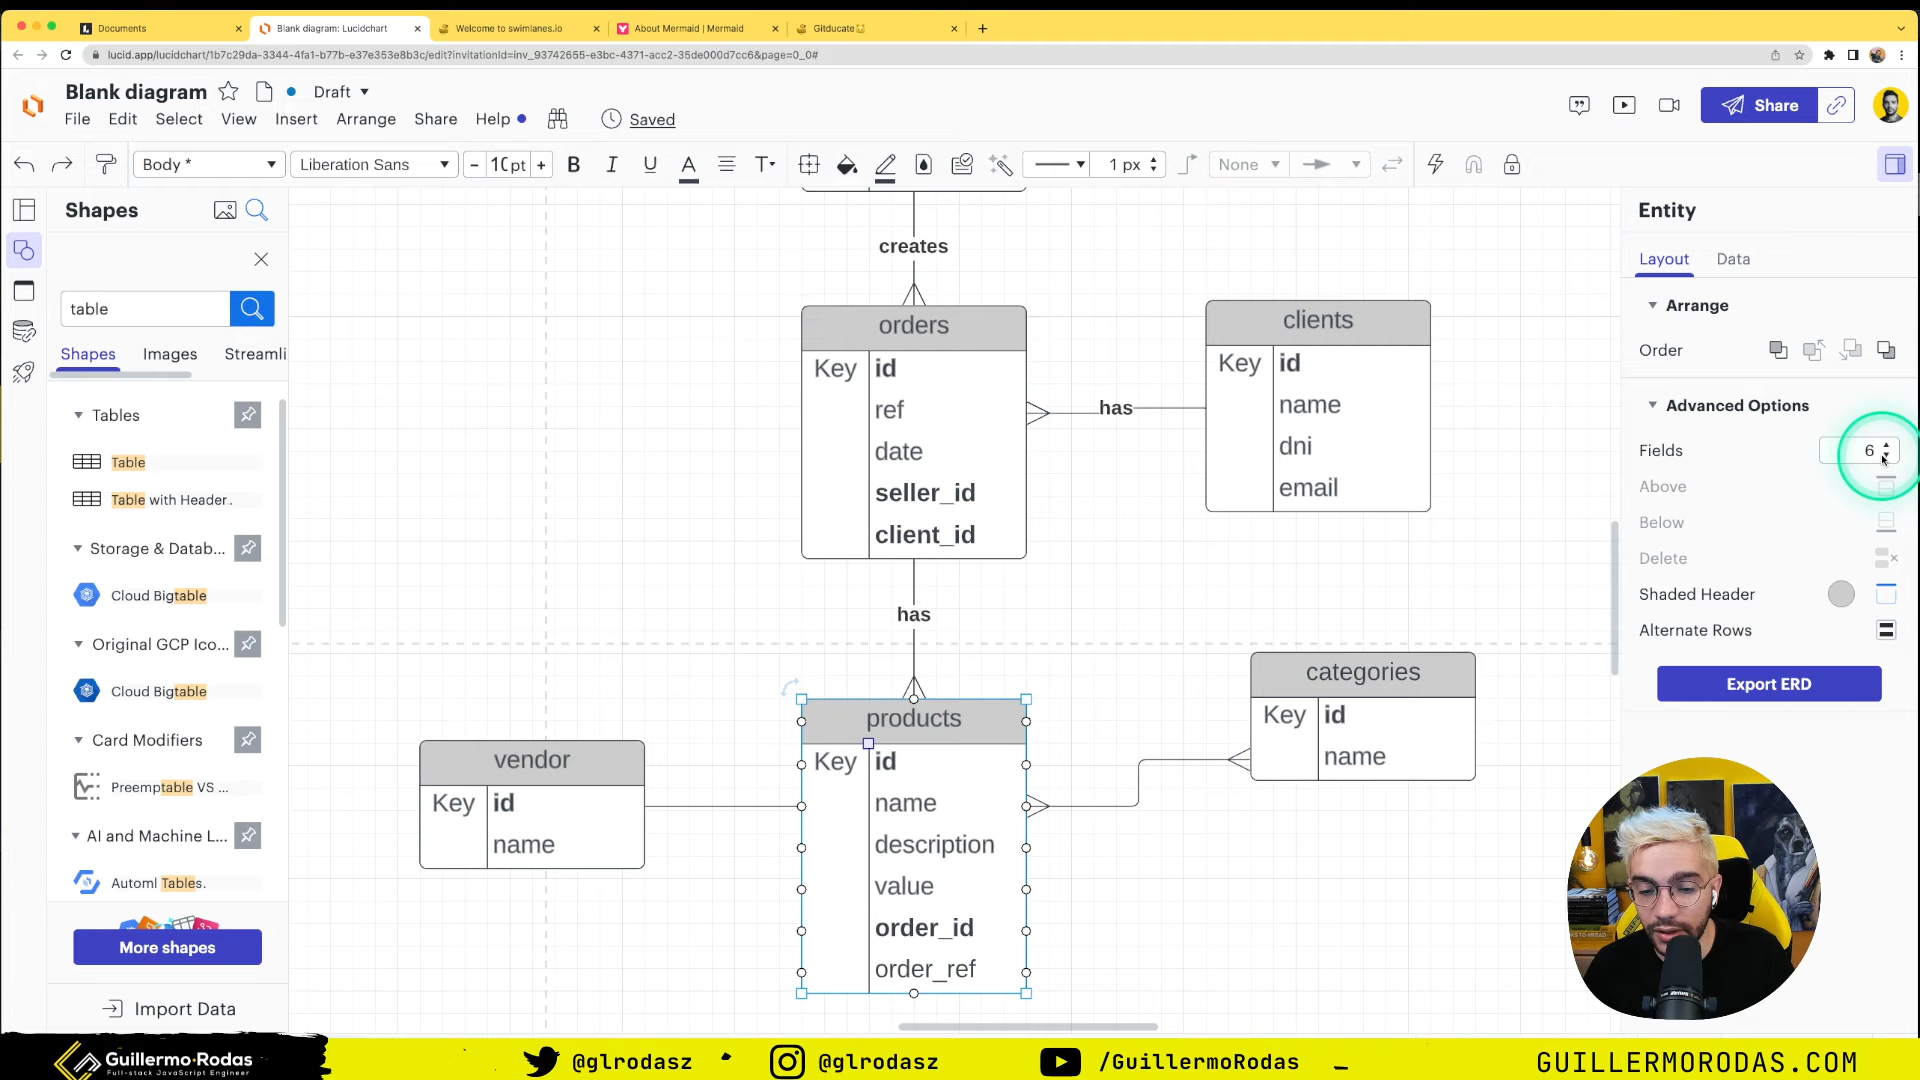 Documents
Blank diagram: Lucidchart
Welcome to swimlanes.io
About Mermaid | Mermaid
Gitducate
lucid.app/lucidchart/1b7c29da-3344-4fa1-b77b-e37e353e8b3c/edit?invitationId=inv_93742655-e3bc-4371-acc2-35de000d7cc6&page=0_0#
Blank diagram
Draft
File Edit Select View Insert Arrange Share Help Saved
Share
Body *
Liberation Sans
- 10 pt +
B I U A T
1 px
None
Shapes
table
Shapes Images Streamli
Tables
Table
Table with Header..
Storage & Datab...
Cloud Bigtable
Original GCP Ico...
Cloud Bigtable
Card Modifiers
Preemptable VS ...
AI and Machine L...
Automl Tables.
More shapes
Import Data
creates
orders
Key id
ref
date
seller_id
client_id
has
clients
Key id
name
dni
email
has
products
Key id
name
description
value
order_id
order_ref
vendor
Key id
name
categories
Key id
name
Entity
Layout Data
Arrange
Order
Advanced Options
Fields 6
Above
Below
Delete
Shaded Header
Alternate Rows
Export ERD
Guillermo Rodas
Full-stack JavaScript Engineer
@glrodasz
@glrodasz
/GuillermoRodas
GUILLERMORODAS.COM